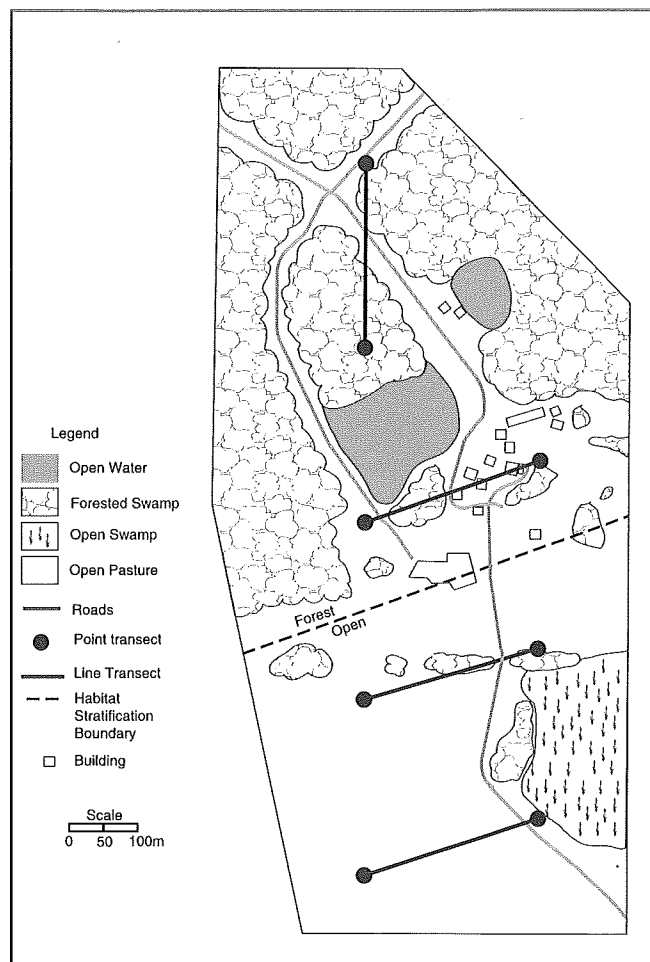 Forest
Open
Legend
Open Water
Forested Swamp
Open Swamp
Open Pasture
Roads
Point transect
Line Transect
Habitat
Stratification
Boundary
Building
Scale
0 50 100m